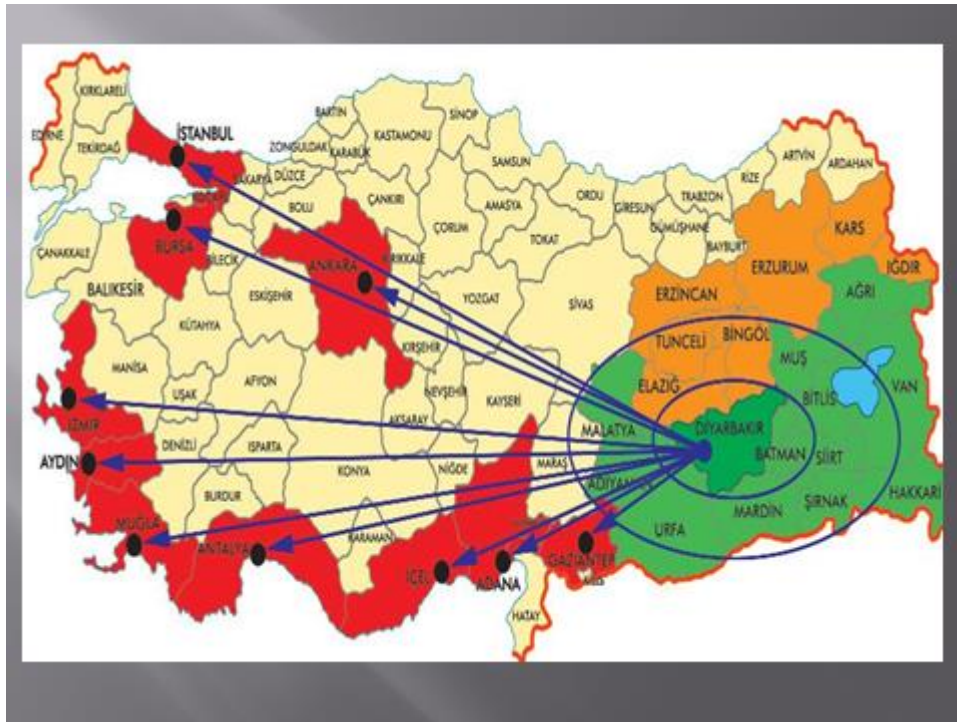 KIRKLARELİ
EDİRNE
TEKİRDAĞ
İSTANBUL
BARTIN
ZONGULDAK
KARABÜK
KASTAMONU
SİNOP
SAMSUN
SAKARYA
DÜZCE
BOLU
ÇANKIRI
AMASYA
ORDU
GİRESUN
TRABZON
RİZE
ARTVİN
ARDAHAN
GÜMÜŞHANE
BAYBURT
KARS
ÇANAKKALE
BURSA
BİLECİK
ANKARA
KIRIKKALE
ÇORUM
TOKAT
ERZURUM
IĞDIR
BALIKESİR
ESKİŞEHİR
YOZGAT
SİVAS
ERZİNCAN
AĞRI
KÜTAHYA
KIRŞEHİR
TUNCELİ
BİNGÖL
MUŞ
MANİSA
UŞAK
AFYON
NEVŞEHİR
KAYSERİ
ELAZIĞ
BİTLİS
VAN
İZMİR
AKSARAY
MALATYA
DİYARBAKIR
AYDIN
DENİZLİ
ISPARTA
KONYA
NİĞDE
MARAŞ
BATMAN
SİİRT
ADIYAMAN
BURDUR
HAKKARİ
MUĞLA
ANTALYA
KARAMAN
URFA
MARDİN
ŞIRNAK
İÇEL
ADANA
GAZİANTEP
HATAY